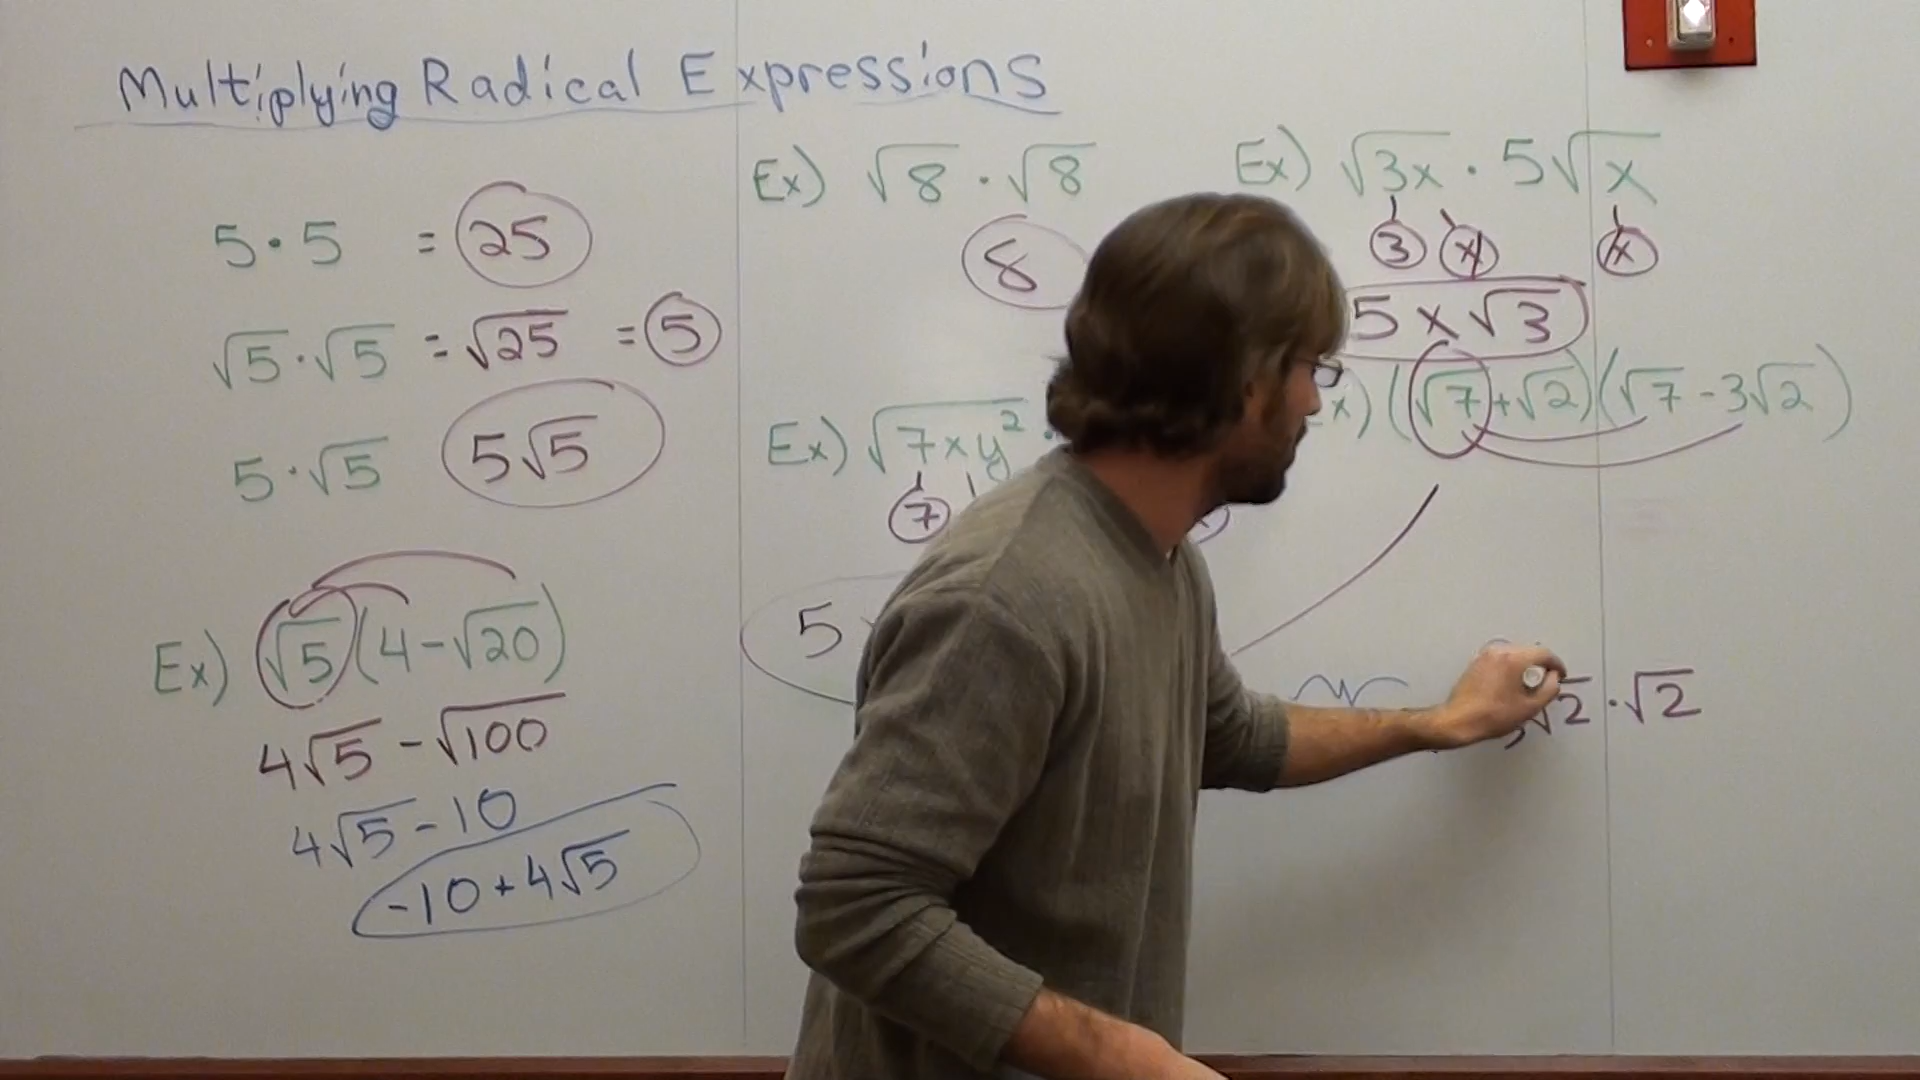 Multiplying Radical Expressions
5 · 5 = 25
√5 · √5 = √25 = 5
5 · √5 5√5
Ex) √5 (4 - √20)
4√5 - √100
4√5 - 10
-10 + 4√5
Ex) √8 · √8
8
Ex) √7xy² ·
7
5
Ex) √3x · 5√x
3 x x
5x√3
x) (√7 + √2)(√7 - 3√2)
√2 · √2